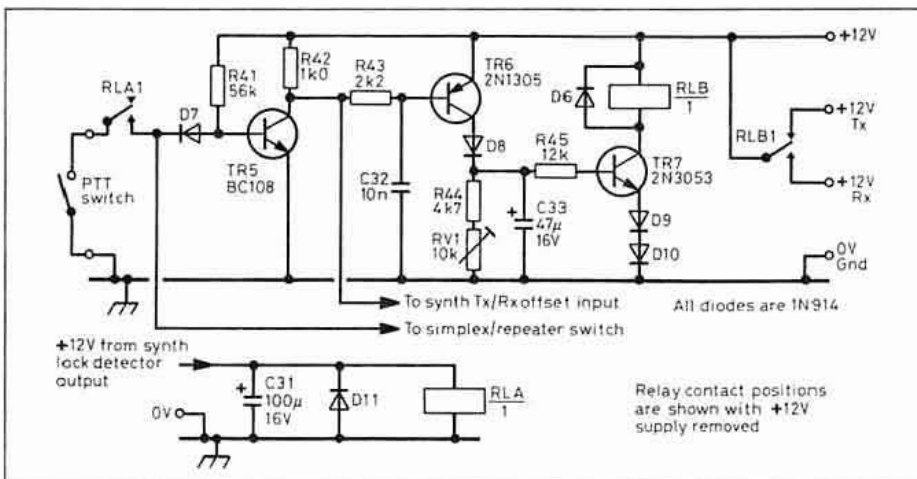 RLA1
R41
56k
D7
R42
1k0
R43
2k2
TR5
BC108
TR6
2N1305
D6
RLB
1
D8
R45
12k
TR7
2N3053
C32
10n
R44
4k7
RV1
10k
+
C33
47μ
16V
D9
D10
RLB1
+12V
+12V
Tx
+12V
Rx
0V
Gnd
PTT
switch
To synth Tx/Rx offset input
To simplex/repeater switch
All diodes are 1N914
+12V from synth
lock detector
output
0V
+
C31
100μ
16V
D11
RLA
1
Relay contact positions
are shown with +12V
supply removed